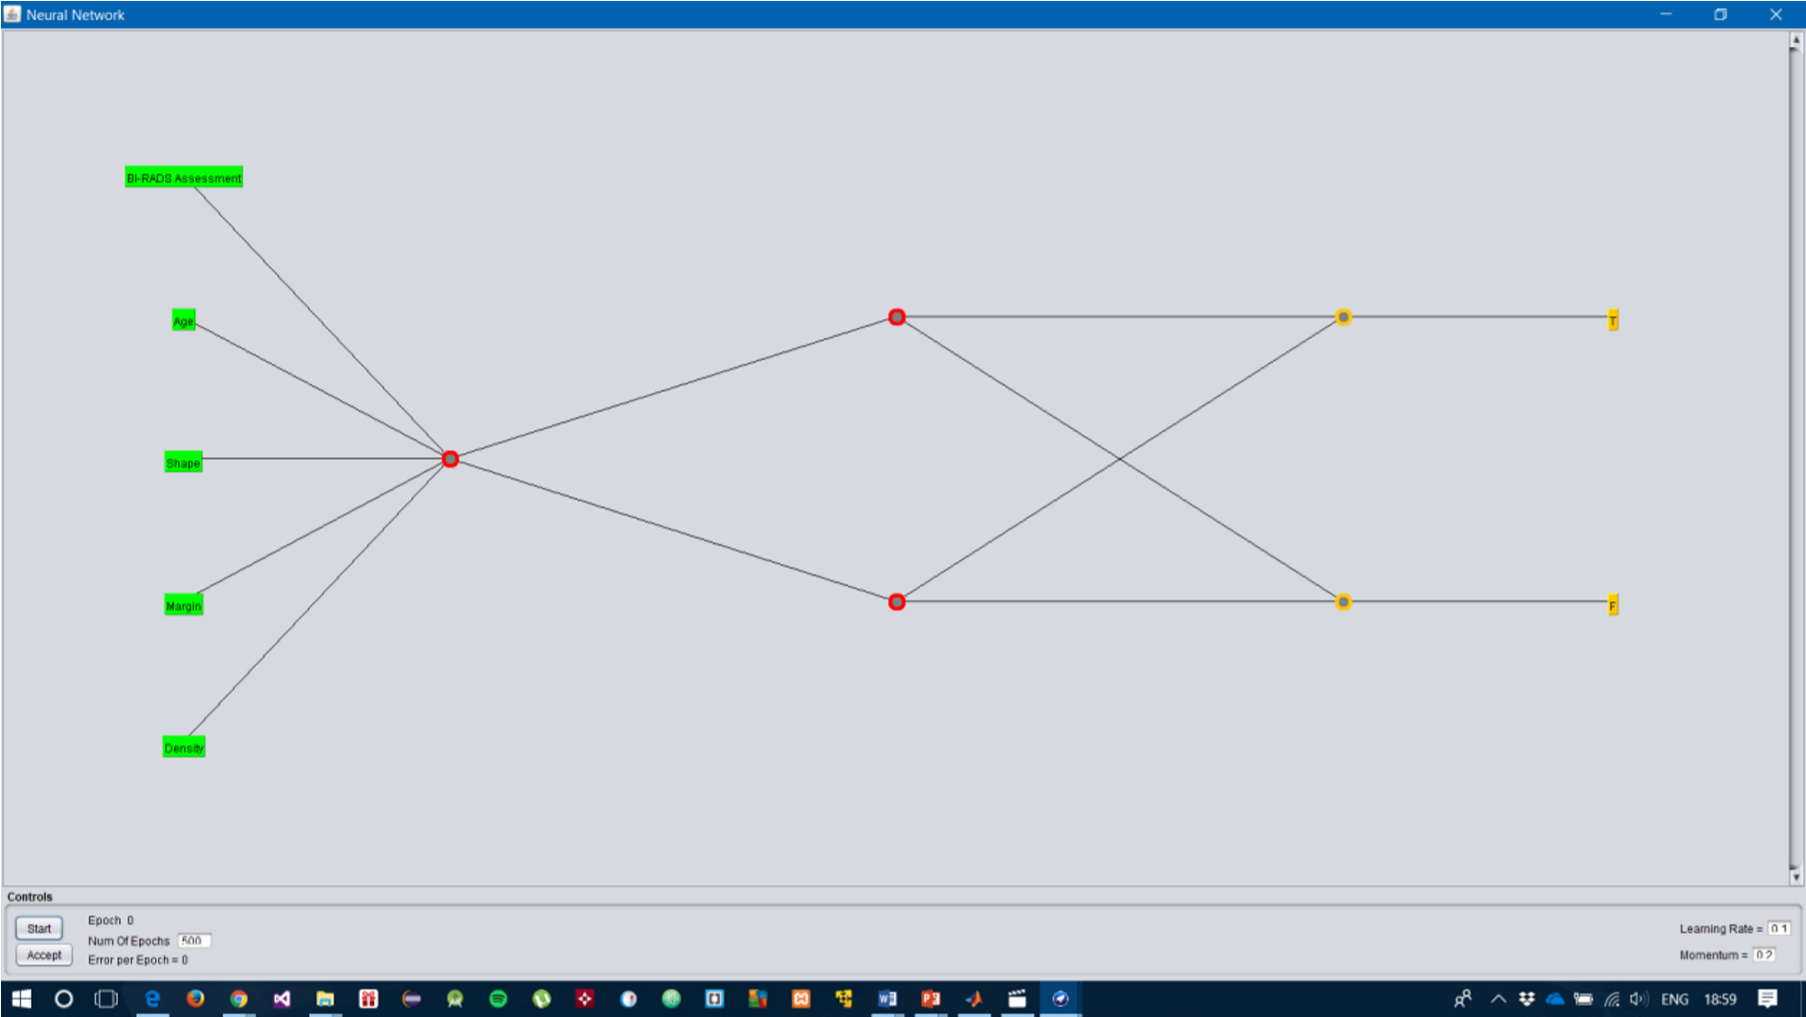 Neural Network
BI-RADS Assessment
Age
T
Shape
Margin
F
Density
Controls
Start
Accept
Epoch 0
Num Of Epochs 500
Error per Epoch = 0
Learning Rate = 0.1
Momentum = 0.2
ENG 18:59